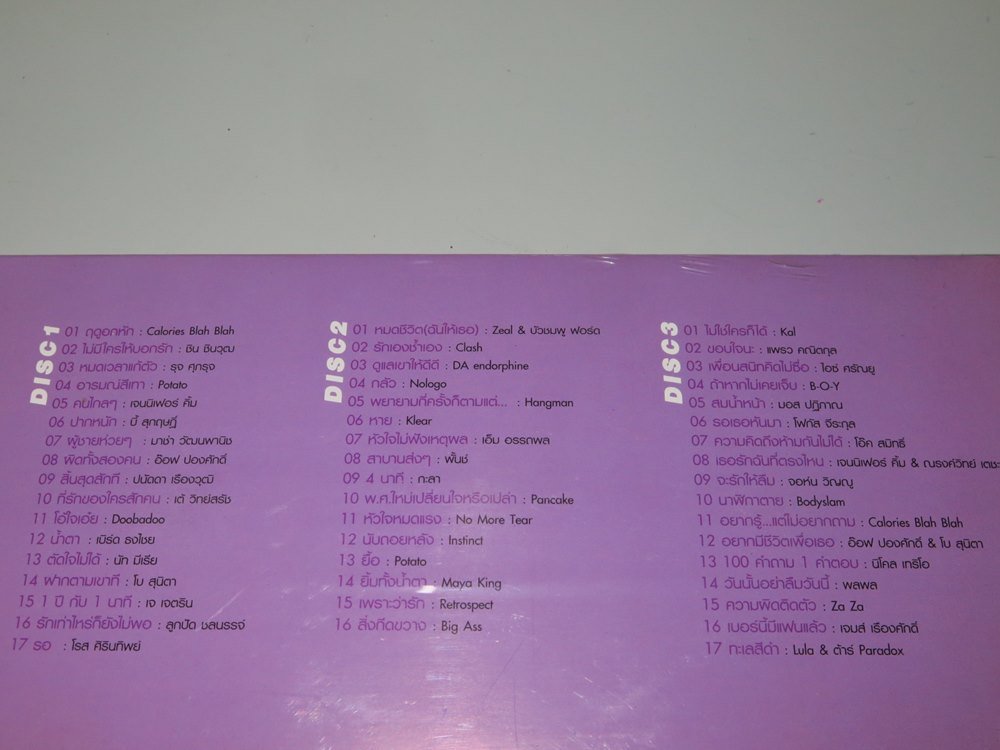 DISC1
01 ฤดูอกหัก : Calories Blah Blah
02 ไม่มีใครให้บอกรัก : ชิน ชินวุฒ
03 หมดเวลาแก้ตัว : รุจ ศุภรุจ
04 อารมณ์สีเทา : Potato
05 คนไกลๆ : เจนนิเฟอร์ คิ้ม
06 ปากหนัก : บี้ สุกฤษฎิ์
07 ผู้ชายห่วยๆ : มาช่า วัฒนพานิช
08 ผิดทั้งสองคน : อ๊อฟ ปองศักดิ์
09 สิ้นสุดสักที : ปนัดดา เรืองวุฒิ
10 ที่รักของใครสักคน : เต้ วิทย์สรัช
11 โอ้ใจเอ๋ย : Doobadoo
12 น้ำตา : เบิร์ด ธงไชย
13 ตัดใจไม่ได้ : นัท มีเรีย
14 ฝากตามเขาที : โบ สุนิตา
15 1 ปี กับ 1 นาที : เจ เจตริน
16 รักเท่าไหร่ก็ยังไม่พอ : ลูกปัด ชลนรรจ์
17 รอ : โรส ศิรินทิพย์
DISC2
01 หมดชีวิต(ฉันให้เธอ) : Zeal & บัวชมพู ฟอร์ด
02 รักเองช้ำเอง : Clash
03 ดูแลเขาให้ดีดี : DA endorphine
04 กลัว : Nologo
05 พยายามกี่ครั้งก็ตามแต่... : Hangman
06 หาย : Klear
07 หัวใจไม่ฟังเหตุผล : เอ็ม อรรถพล
08 สาบานส่งๆ : พั้นช์
09 4 นาที : กะลา
10 พ.ศ.ใหม่เปลี่ยนใจหรือเปล่า : Pancake
11 หัวใจหมดแรง : No More Tear
12 นับถอยหลัง : Instinct
13 ยื้อ : Potato
14 ยิ้มทั้งน้ำตา : Maya King
15 เพราะว่ารัก : Retrospect
16 สิ่งกีดขวาง : Big Ass
DISC3
01 ไม่ใช่ใครก็ได้ : Kal
02 ขอบใจนะ : แพรว คณิตกุล
03 เพื่อนสนิทคิดไม่ซื่อ : ไอซ์ ศรัณยู
04 ถ้าหากไม่เคยเจ็บ : B-O-Y
05 สมน้ำหน้า : มอส ปฏิภาณ
06 รอเธอหันมา : โฟกัส จีระกุล
07 ความคิดถึงห้ามกันไม่ได้ : โอ๊ค สมิทธิ์
08 เธอรักฉันที่ตรงไหน : เจนนิเฟอร์ คิ้ม & ณรงค์วิทย์ เตชะ
09 จะรักให้ลืม : จอห์น วิญญู
10 นาฬิกาตาย : Bodyslam
11 อยากรู้...แต่ไม่อยากถาม : Calories Blah Blah
12 อยากมีชีวิตเพื่อเธอ : อ๊อฟ ปองศักดิ์ & โบ สุนิตา
13 100 คำถาม 1 คำตอบ : นิโคล เทริโอ
14 วันนั้นอย่าลืมวันนี้ : พลพล
15 ความผิดติดตัว : Za Za
16 เบอร์นี้มีแฟนแล้ว : เจมส์ เรืองศักดิ์
17 ทะเลสีดำ : Lula & ต้าร์ Paradox